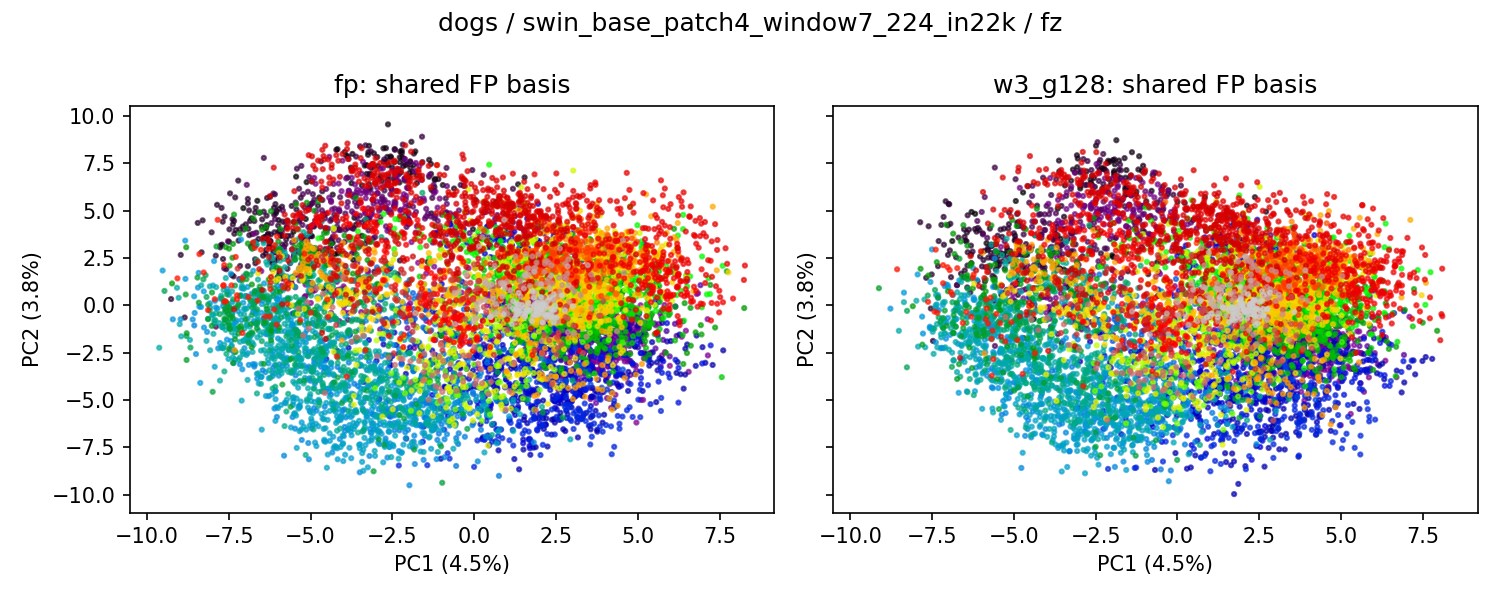 dogs / swin_base_patch4_window7_224_in22k / fz
fp: shared FP basis
w3_g128: shared FP basis
10.0
7.5
5.0
2.5
0.0
−2.5
−5.0
−7.5
−10.0
PC2 (3.8%)
PC2 (3.8%)
−10.0 −7.5 −5.0 −2.5 0.0 2.5 5.0 7.5
−10.0 −7.5 −5.0 −2.5 0.0 2.5 5.0 7.5
PC1 (4.5%)
PC1 (4.5%)